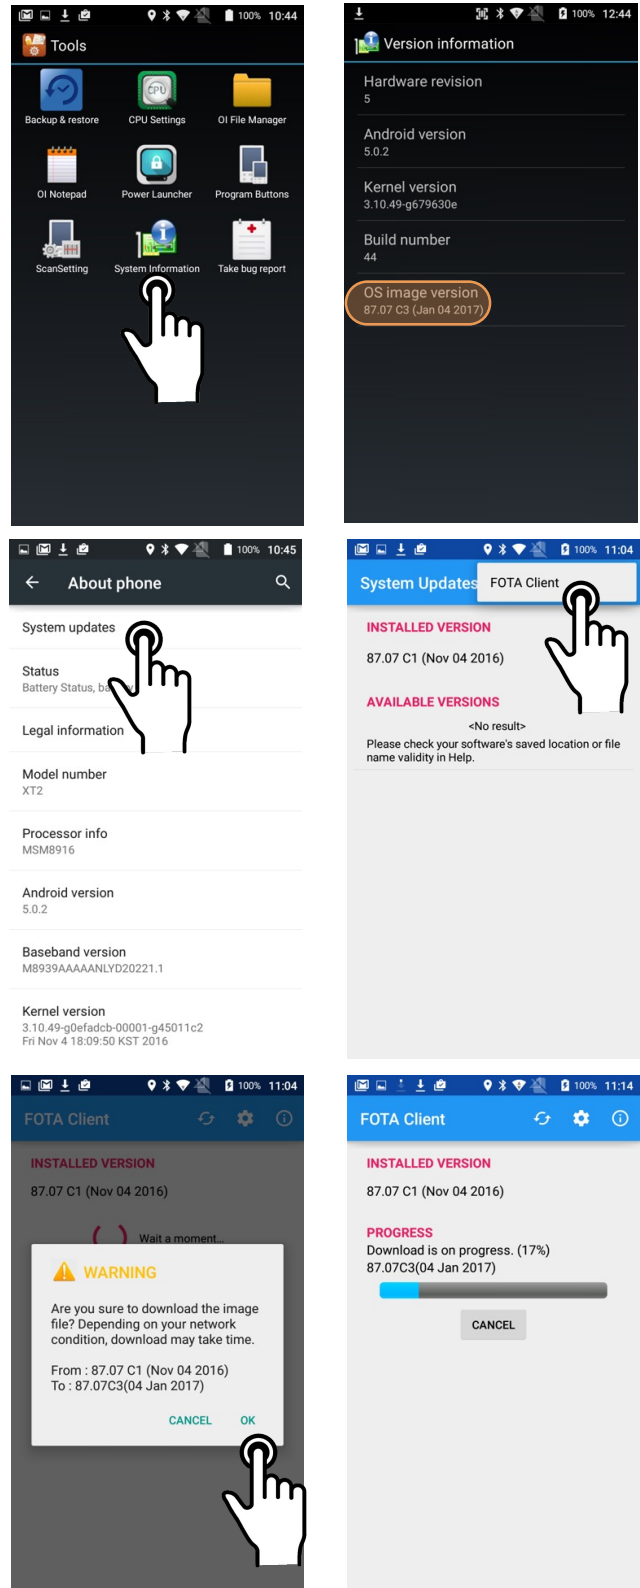 100% 10:44
Tools
Backup & restore
CPU
CPU Settings
OI File Manager
OI Notepad
Power Launcher
Program Buttons
ScanSetting
System Information
Take bug report
100% 12:44
Version information
Hardware revision
5
Android version
5.0.2
Kernel version
3.10.49-g679630e
Build number
44
OS image version
87.07 C3 (Jan 04 2017)
100% 10:45
About phone
System updates
Status
Battery Status, ba
Legal information
Model number
XT2
Processor info
MSM8916
Android version
5.0.2
Baseband version
M8939AAAAANLYD20221.1
Kernel version
3.10.49-g0efadcb-00001-g45011c2
Fri Nov 4 18:09:50 KST 2016
100% 11:04
System Updates
FOTA Client
INSTALLED VERSION
87.07 C1 (Nov 04 2016)
AVAILABLE VERSIONS
<No result>
Please check your software's saved location or file
name validity in Help.
100% 11:04
FOTA Client
INSTALLED VERSION
87.07 C1 (Nov 04 2016)
Wait a moment...
WARNING
Are you sure to download the image
file? Depending on your network
condition, download may take time.
From : 87.07 C1 (Nov 04 2016)
To : 87.07C3(04 Jan 2017)
CANCEL OK
100% 11:14
FOTA Client
INSTALLED VERSION
87.07 C1 (Nov 04 2016)
PROGRESS
Download is on progress. (17%)
87.07C3(04 Jan 2017)
CANCEL